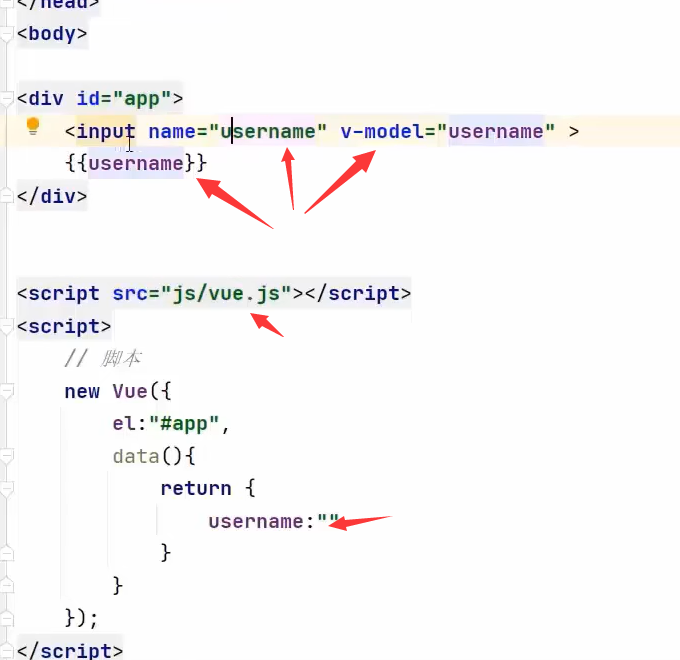 </head>
<body>
<div id="app">
<input name="username" v-model="username" >
{{username}}
</div>
<script src="js/vue.js"></script>
<script>
// 脚本
new Vue({
el:"#app",
data(){
return {
username:""
}
}
});
</script>